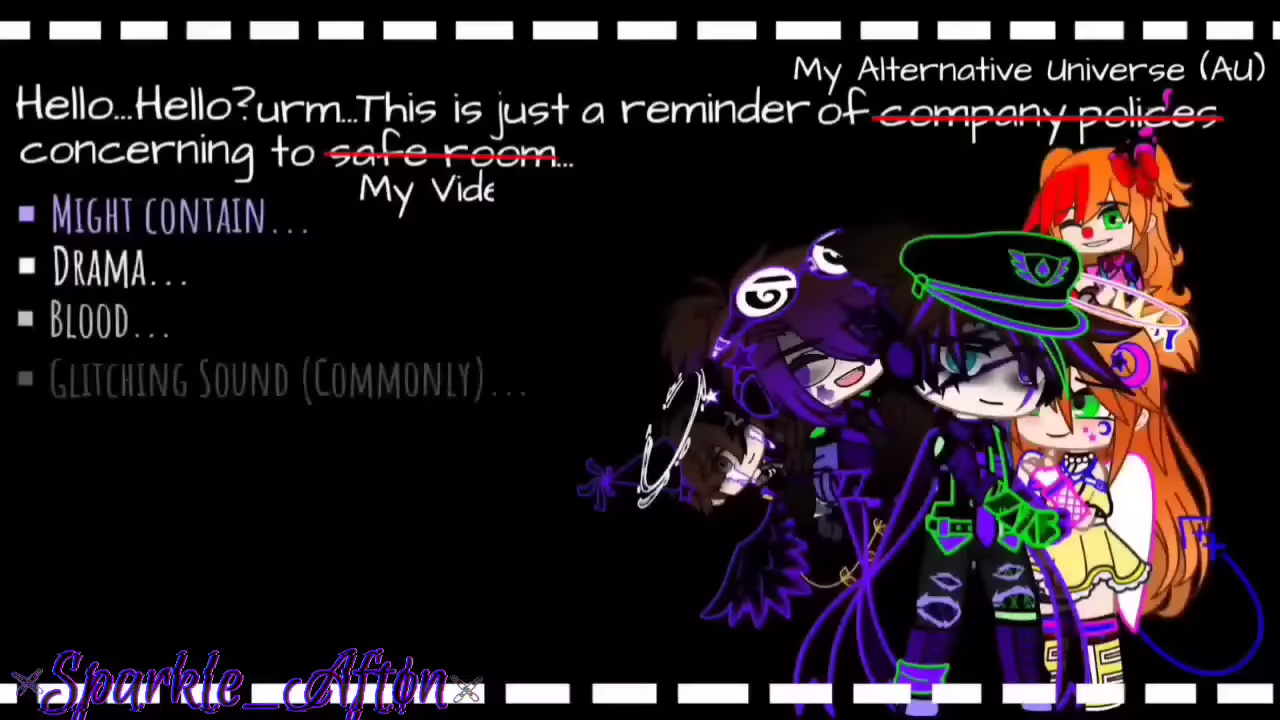 My Alternative Universe (AU)
Hello...Hello?urm...This is just a reminder of company policies
concerning to safe room...
My Vide
Might contain...
Drama...
Blood...
Glitching Sound (Commonly)...
Sparkle_Afton